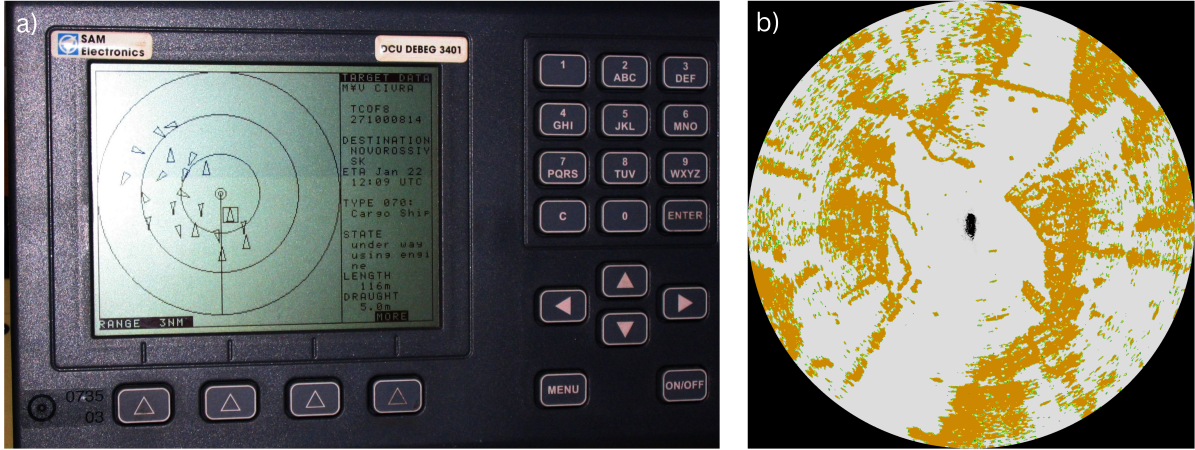 a)
b)
SAM
Electronics
DCU DEBEG 3401
TARGET DATA
M¥V CIVRA
TCOF8
271000814
DESTINATION
NOVOROSSIY
SK
ETA Jan 22
12:09 UTC
TYPE 070:
Cargo Ship
STATE
under way
using engi
ne
LENGTH
116m
DRAUGHT
5.0m
MORE
RANGE 3NM
1
2
ABC
3
DEF
4
GHI
5
JKL
6
MNO
7
PQRS
8
TUV
9
WXYZ
C
0
ENTER
MENU
ON/OFF
0735
03